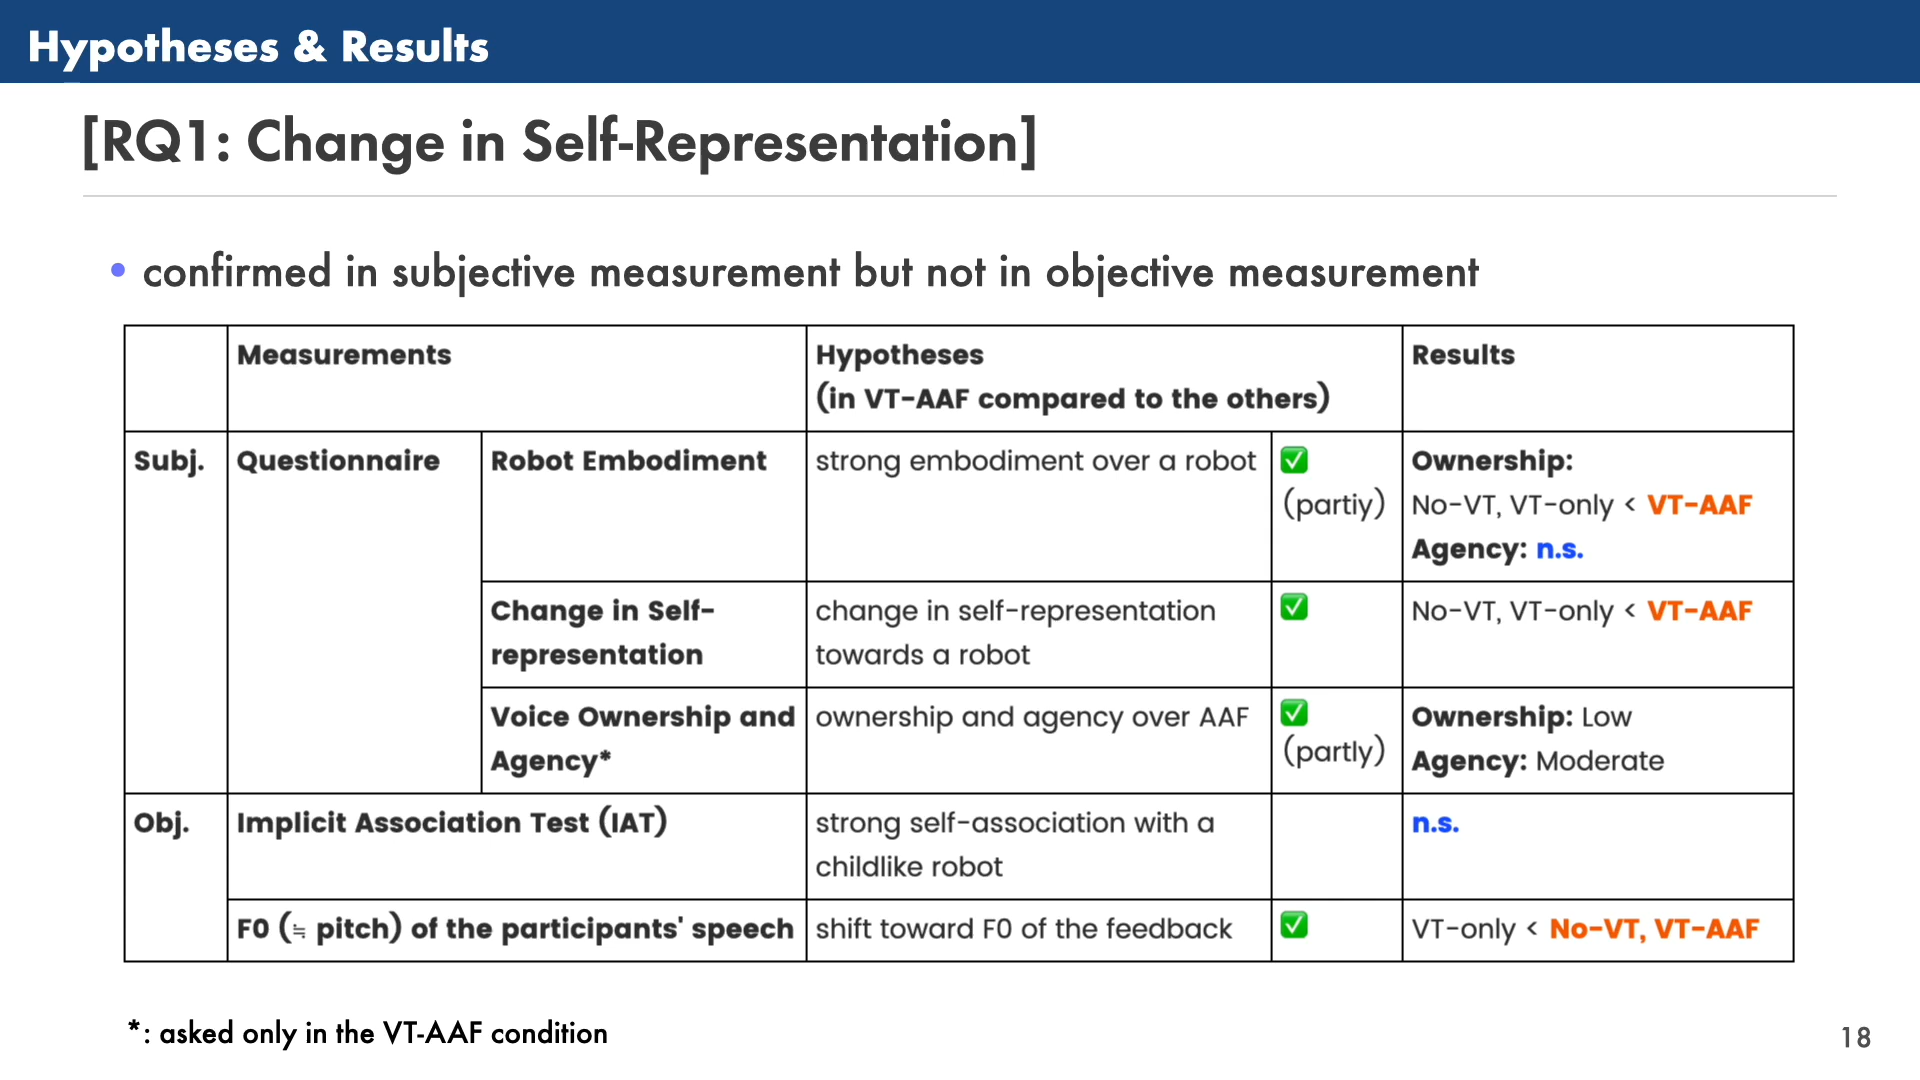 Hypotheses & Results
[RQ1: Change in Self-Representation]
• confirmed in subjective measurement but not in objective measurement
Measurements
Hypotheses
(in VT-AAF compared to the others)
Results
Subj.
Questionnaire
Robot Embodiment
strong embodiment over a robot
✅
(partiy)
Ownership:
No-VT, VT-only < VT-AAF
Agency: n.s.
Change in Self-
representation
change in self-representation
towards a robot
✅
No-VT, VT-only < VT-AAF
Voice Ownership and
Agency*
ownership and agency over AAF
✅
(partly)
Ownership: Low
Agency: Moderate
Obj.
Implicit Association Test (IAT)
strong self-association with a
childlike robot
n.s.
F0 (≒ pitch) of the participants' speech
shift toward F0 of the feedback
✅
VT-only < No-VT, VT-AAF
*: asked only in the VT-AAF condition
18